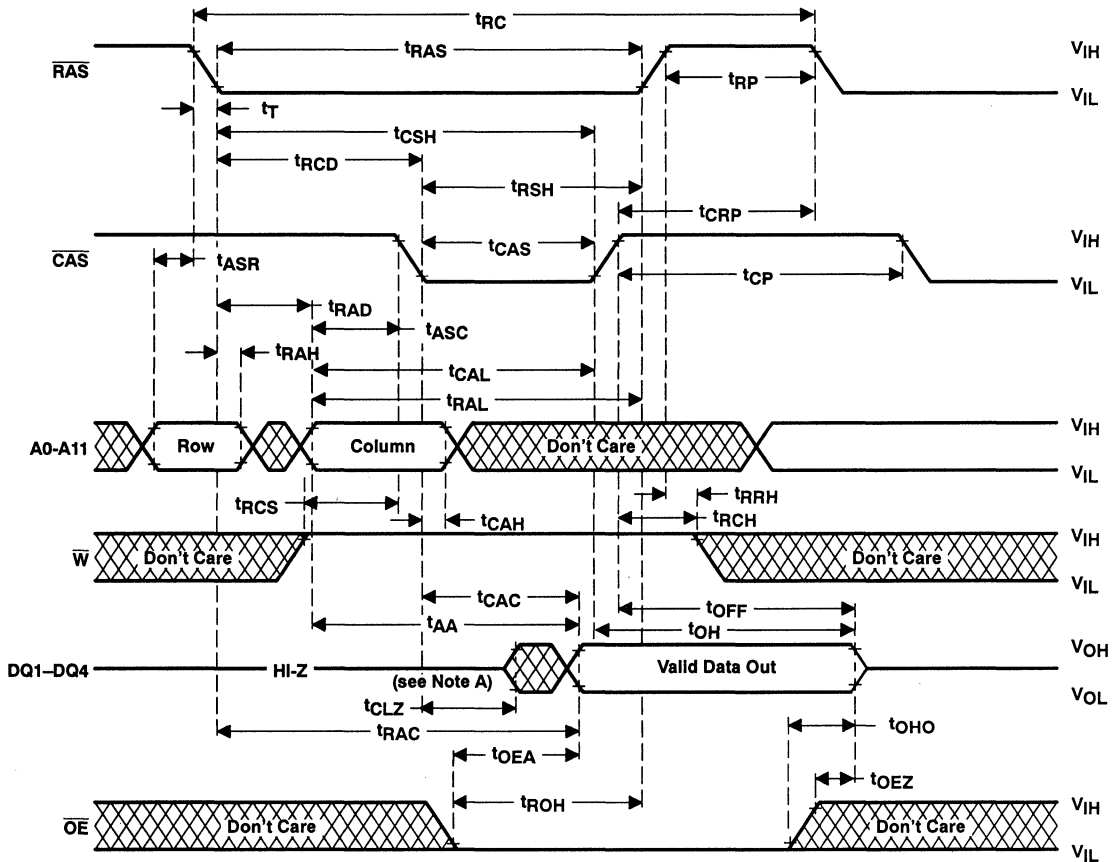 tRC
RAS
tRAS
VIH
tRP
VIL
tT
tCSH
tRCD
tRSH
tCRP
CAS
tCAS
VIH
tASR
tCP
VIL
tRAD
tASC
tRAH
tCAL
tRAL
A0-A11
Row
Column
Don't Care
VIH
VIL
tRCS
tRRH
tCAH
tRCH
W
Don't Care
Don't Care
VIH
VIL
tCAC
tOFF
tAA
tOH
DQ1–DQ4
HI-Z
Valid Data Out
VOH
(see Note A)
VOL
tCLZ
tRAC
tOHO
tOEA
tOEZ
tROH
OE
Don't Care
Don't Care
VIH
VIL